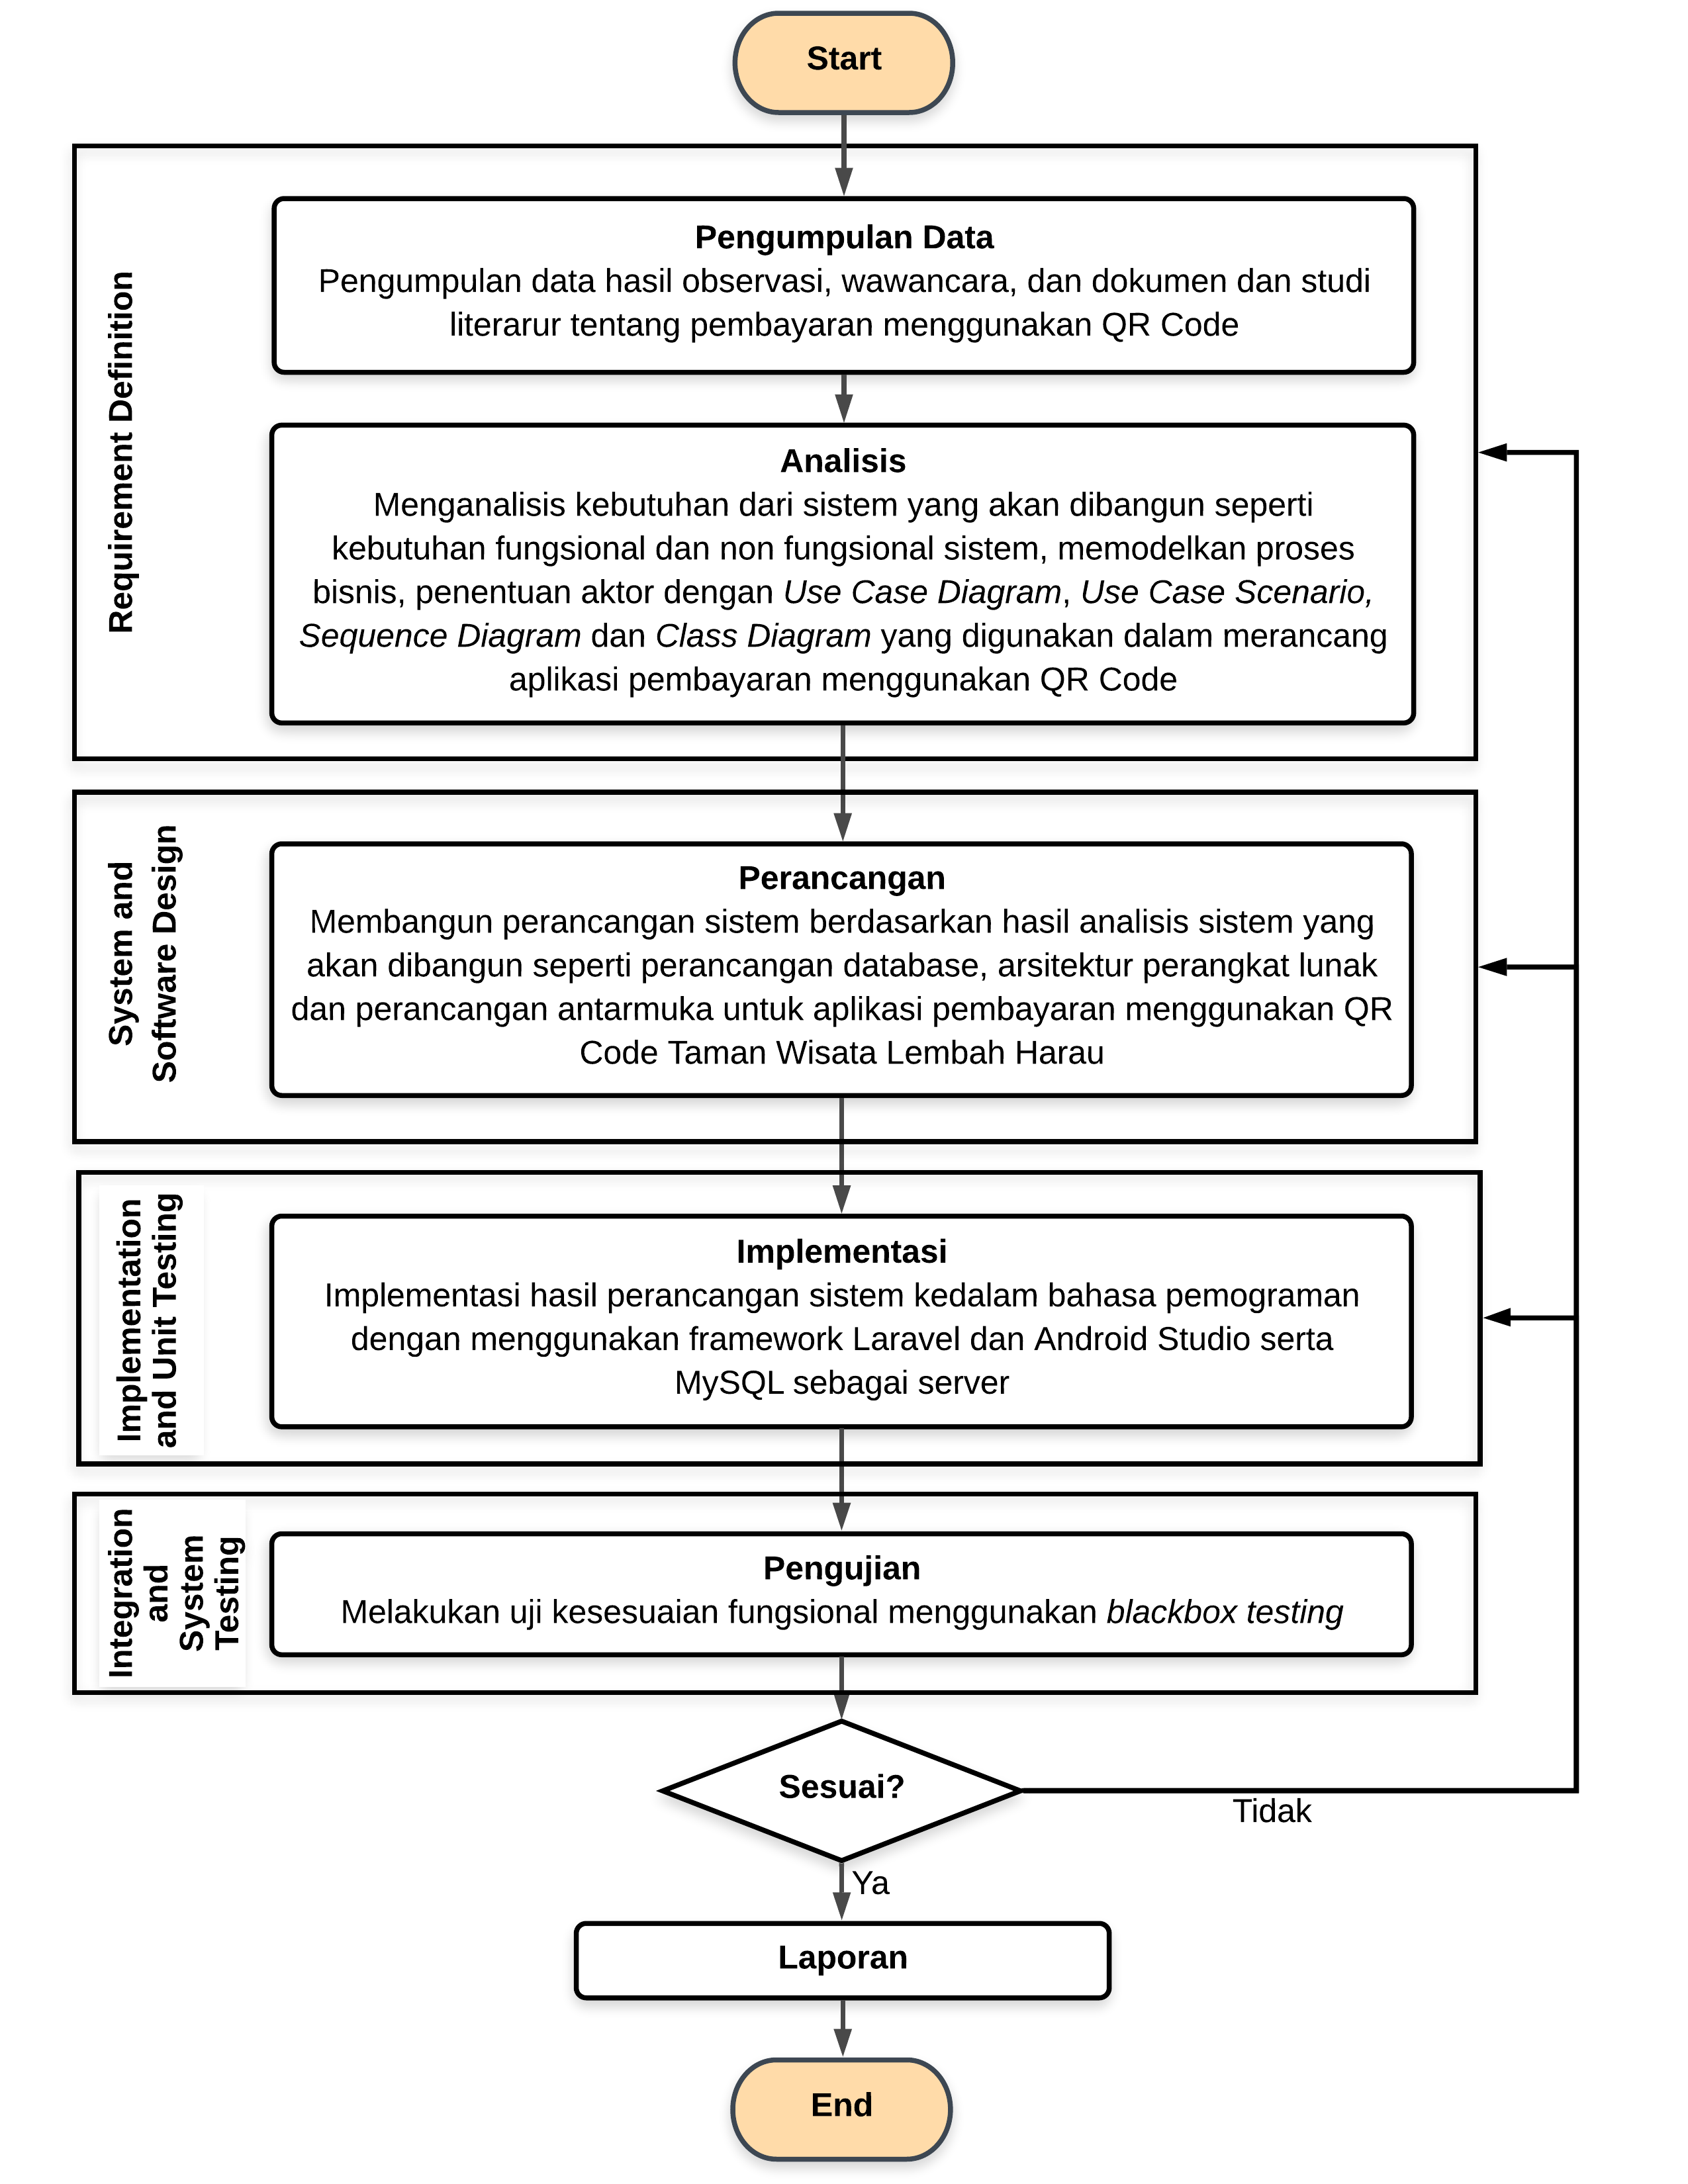 Start
Requirement Definition
Pengumpulan Data
Pengumpulan data hasil observasi, wawancara, dan dokumen dan studi
literarur tentang pembayaran menggunakan QR Code
Analisis
Menganalisis kebutuhan dari sistem yang akan dibangun seperti
kebutuhan fungsional dan non fungsional sistem, memodelkan proses
bisnis, penentuan aktor dengan Use Case Diagram, Use Case Scenario,
Sequence Diagram dan Class Diagram yang digunakan dalam merancang
aplikasi pembayaran menggunakan QR Code
System and
Software Design
Perancangan
Membangun perancangan sistem berdasarkan hasil analisis sistem yang
akan dibangun seperti perancangan database, arsitektur perangkat lunak
dan perancangan antarmuka untuk aplikasi pembayaran menggunakan QR
Code Taman Wisata Lembah Harau
Implementation
and Unit Testing
Implementasi
Implementasi hasil perancangan sistem kedalam bahasa pemograman
dengan menggunakan framework Laravel dan Android Studio serta
MySQL sebagai server
Integration
and
System
Testing
Pengujian
Melakukan uji kesesuaian fungsional menggunakan blackbox testing
Sesuai?
Tidak
Ya
Laporan
End